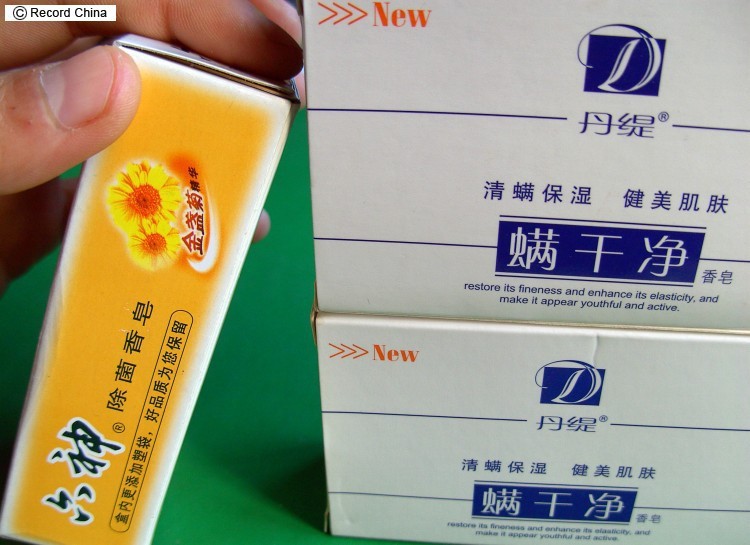 © Record China
金盏菊精华
六神® 除菌香皂
盒内更添加塑袋，好品质为您保留
>>> New
D
丹缇®
清螨保湿 健美肌肤
螨干净 香皂
restore its fineness and enhance its elasticity, and
make it appear youthful and active.
>>> New
D
丹缇®
清螨保湿 健美肌肤
螨干净 香皂
restore its fineness and enhance its elasticity, and
make it appear youthful and active.